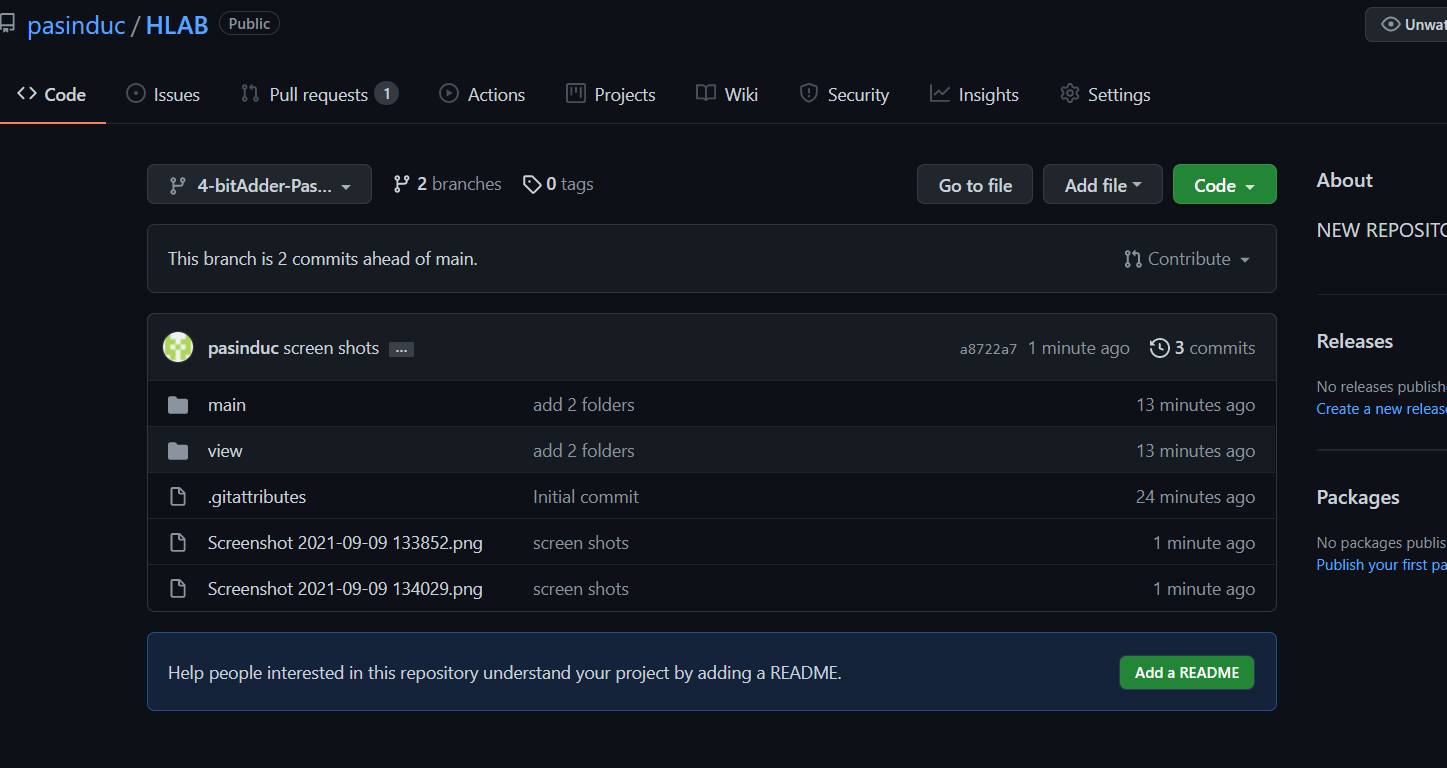 pasinduc / HLAB Public
Unwat
Code Issues Pull requests 1 Actions Projects Wiki Security Insights Settings
4-bitAdder-Pas... 2 branches 0 tags Go to file Add file Code
About
This branch is 2 commits ahead of main. Contribute
NEW REPOSITO
pasinduc screen shots ... a8722a7 1 minute ago 3 commits
Releases
No releases publish
Create a new releas
main add 2 folders 13 minutes ago
view add 2 folders 13 minutes ago
.gitattributes Initial commit 24 minutes ago
Packages
Screenshot 2021-09-09 133852.png screen shots 1 minute ago
No packages publis
Publish your first pa
Screenshot 2021-09-09 134029.png screen shots 1 minute ago
Help people interested in this repository understand your project by adding a README. Add a README